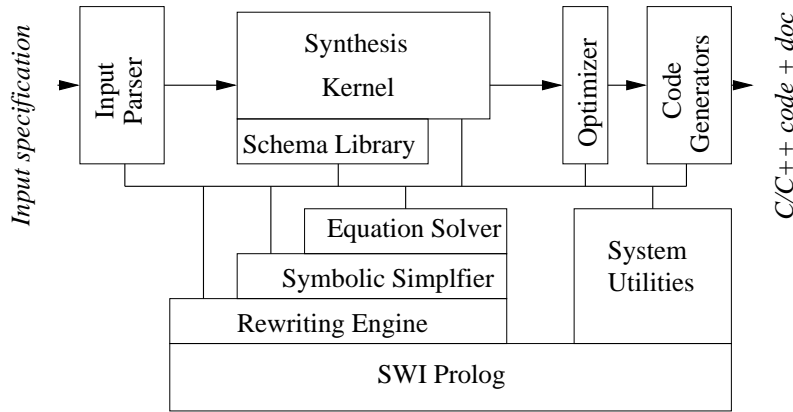 Input specification
Input
Parser
Synthesis
Kernel
Schema Library
Optimizer
Code
Generators
C/C++ code + doc
Equation Solver
Symbolic Simplfier
Rewriting Engine
System
Utilities
SWI Prolog